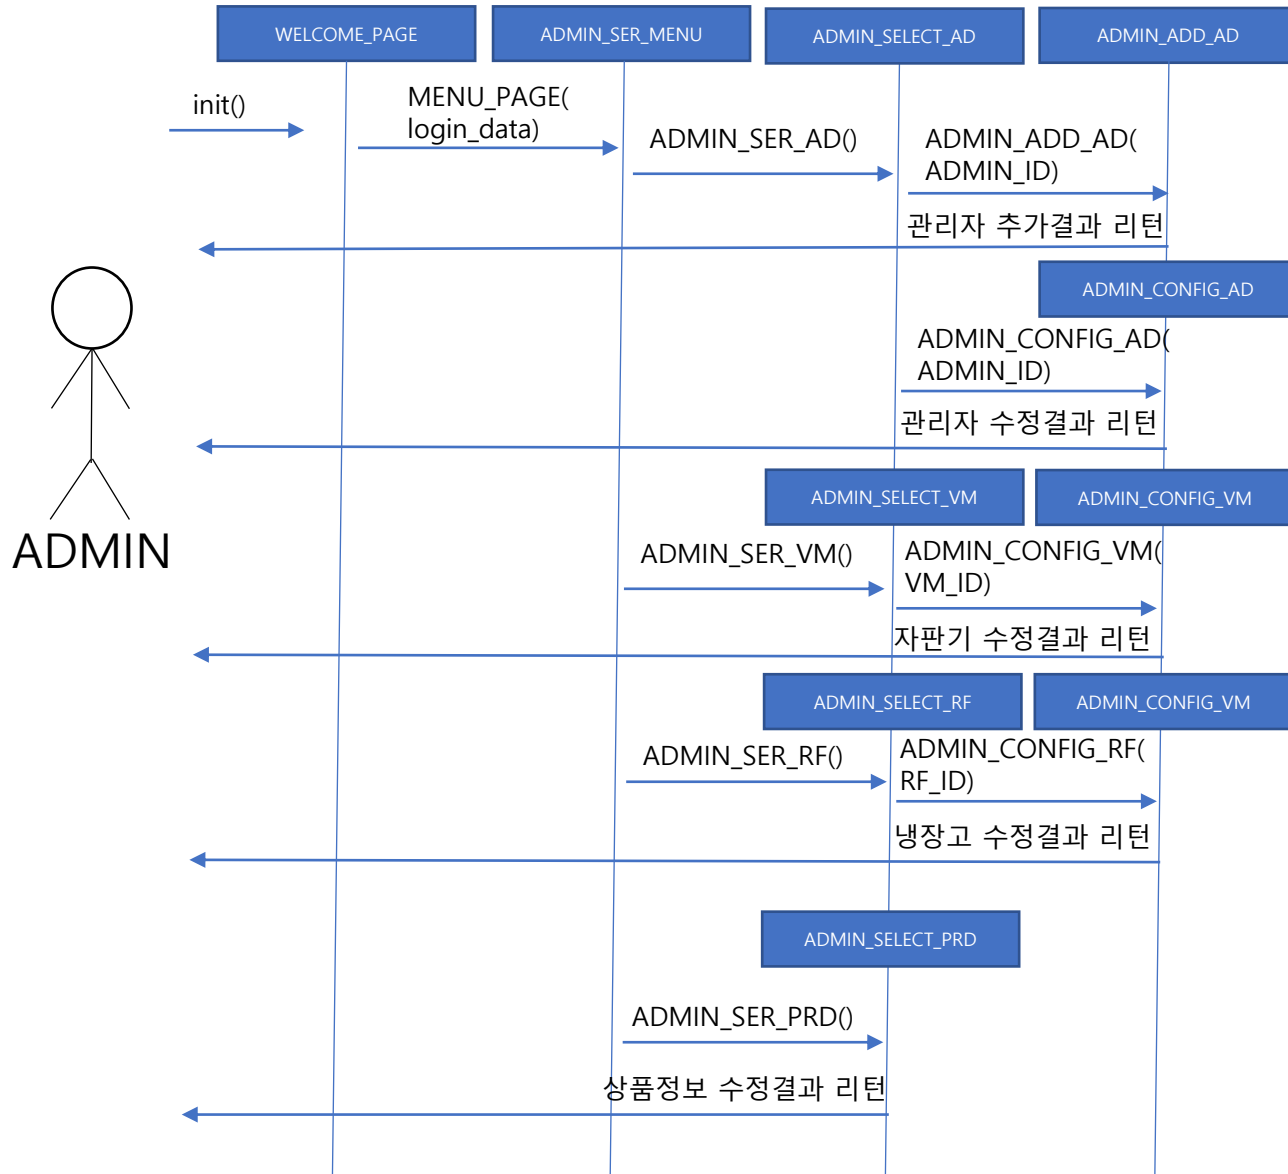 WELCOME_PAGE
ADMIN_SER_MENU
ADMIN_SELECT_AD
ADMIN_ADD_AD
init()
MENU_PAGE(
login_data)
ADMIN_SER_AD()
ADMIN_ADD_AD(
ADMIN_ID)
관리자 추가결과 리턴
ADMIN_CONFIG_AD
ADMIN_CONFIG_AD(
ADMIN_ID)
관리자 수정결과 리턴
ADMIN
ADMIN_SELECT_VM
ADMIN_CONFIG_VM
ADMIN_SER_VM()
ADMIN_CONFIG_VM(
VM_ID)
자판기 수정결과 리턴
ADMIN_SELECT_RF
ADMIN_CONFIG_VM
ADMIN_SER_RF()
ADMIN_CONFIG_RF(
RF_ID)
냉장고 수정결과 리턴
ADMIN_SELECT_PRD
ADMIN_SER_PRD()
상품정보 수정결과 리턴